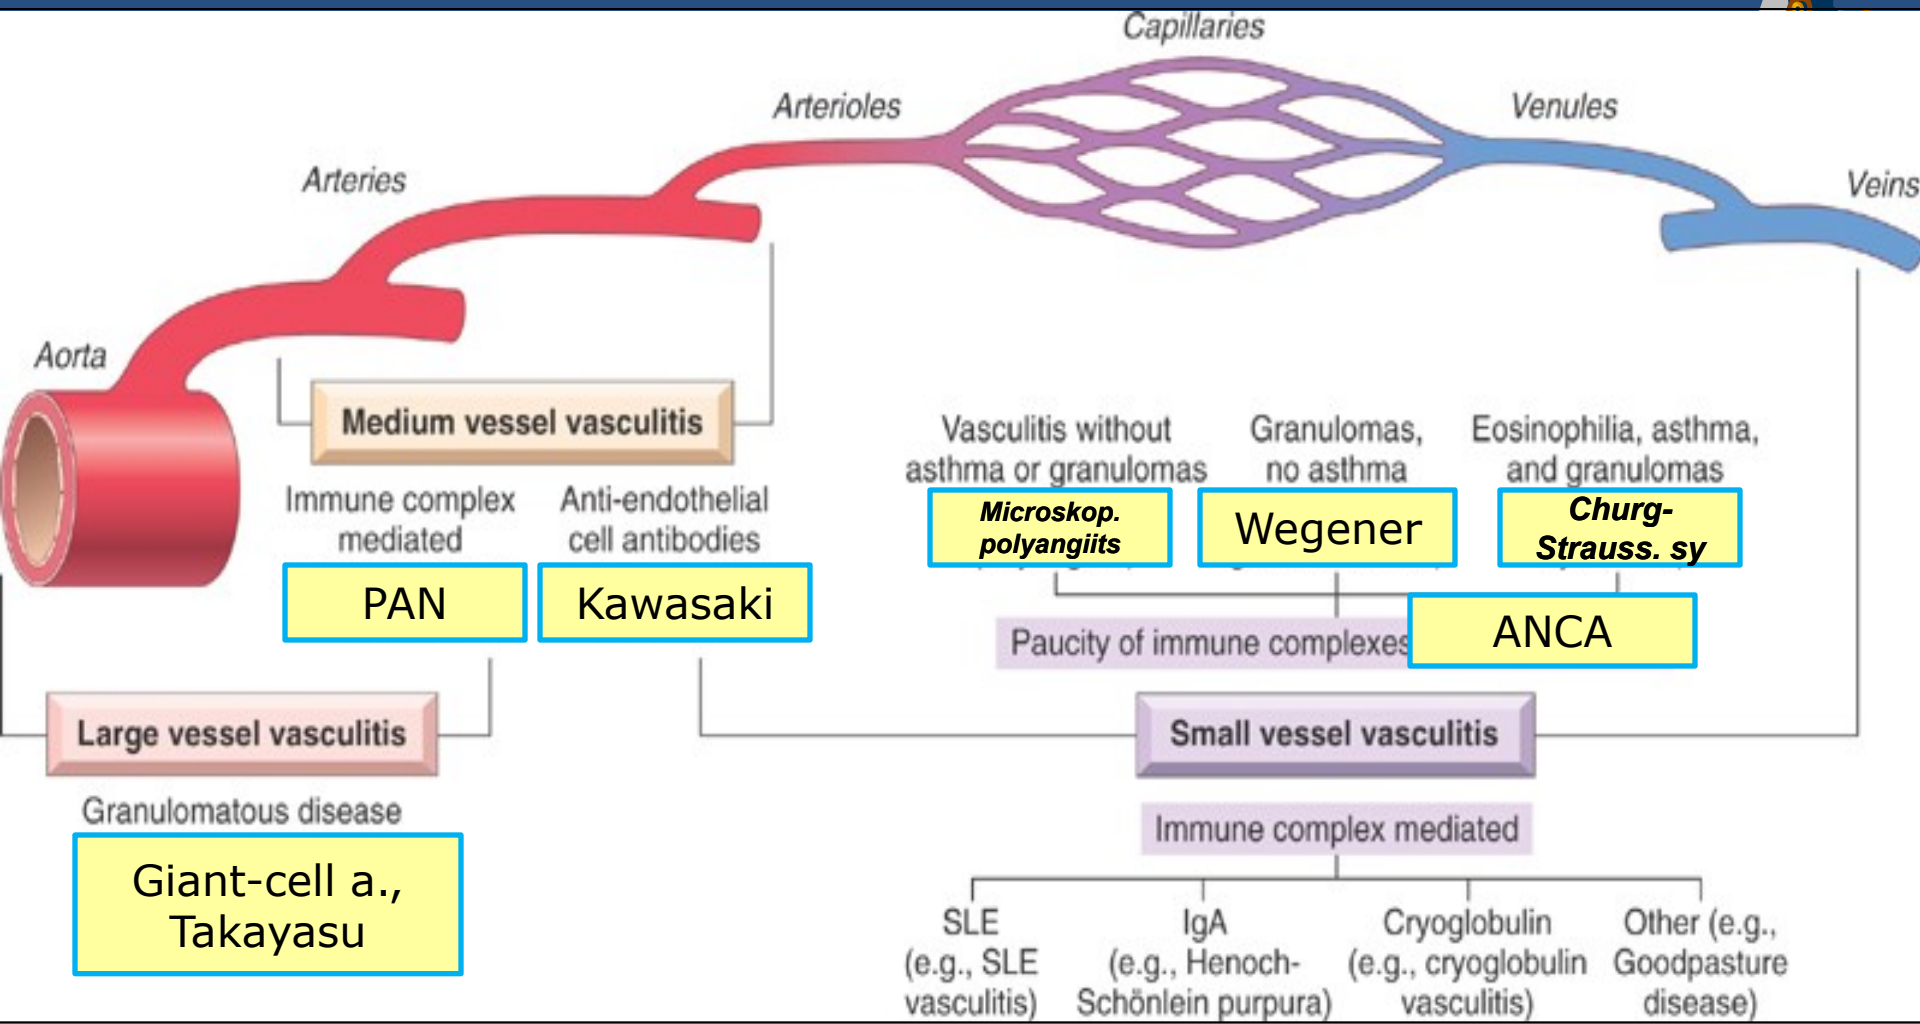 Capillaries
Arterioles
Venules
Arteries
Veins
Aorta
Medium vessel vasculitis
Immune complex
mediated
PAN
Anti-endothelial
cell antibodies
Kawasaki
Vasculitis without
asthma or granulomas
Microskop.
polyangiits
Granulomas,
no asthma
Wegener
Eosinophilia, asthma,
and granulomas
Churg-
Strauss. sy
Paucity of immune complexes
ANCA
Large vessel vasculitis
Granulomatous disease
Giant-cell a.,
Takayasu
Small vessel vasculitis
Immune complex mediated
SLE
(e.g., SLE
vasculitis)
IgA
(e.g., Henoch-
Schönlein purpura)
Cryoglobulin
(e.g., cryoglobulin
vasculitis)
Other (e.g.,
Goodpasture
disease)